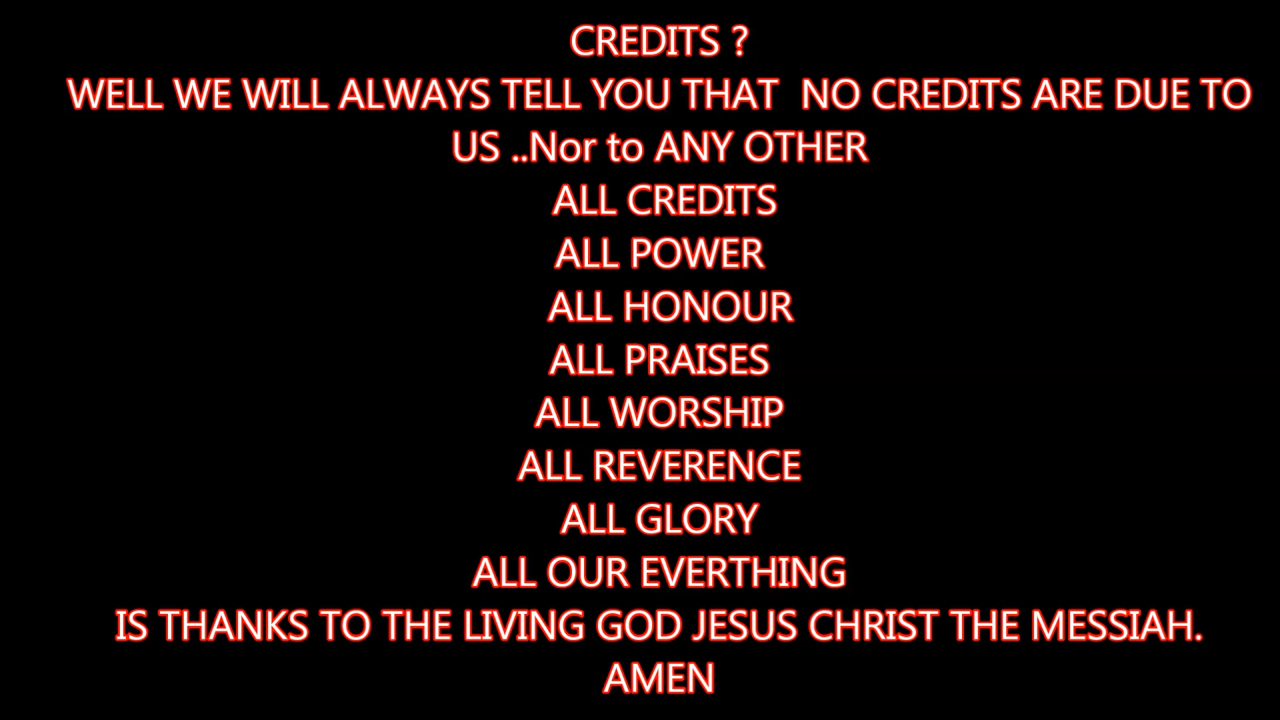 CREDITS ?
WELL WE WILL ALWAYS TELL YOU THAT  NO CREDITS ARE DUE TO
US ..Nor to ANY OTHER
ALL CREDITS
ALL POWER
ALL HONOUR
ALL PRAISES
ALL WORSHIP
ALL REVERENCE
ALL GLORY
ALL OUR EVERTHING
IS THANKS TO THE LIVING GOD JESUS CHRIST THE MESSIAH.
AMEN